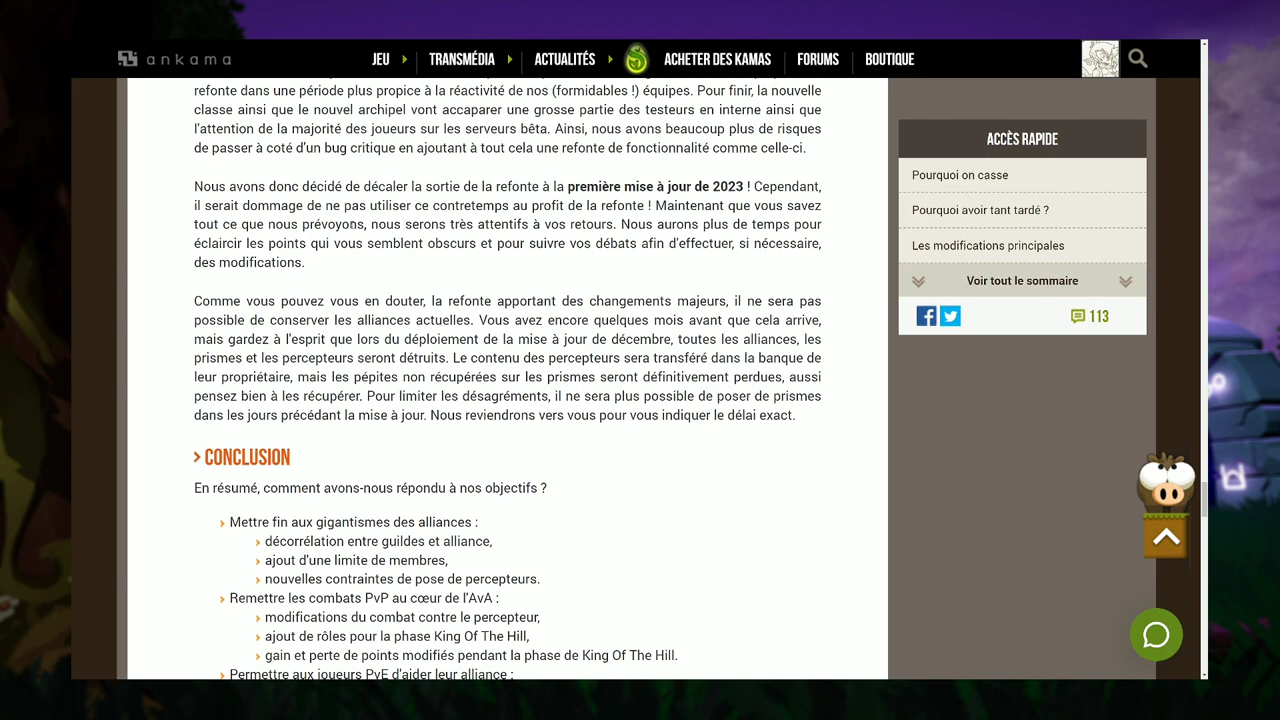 ankama
JEU
TRANSMÉDIA
ACTUALITÉS
ACHETER DES KAMAS
FORUMS
BOUTIQUE
refonte dans une période plus propice à la réactivité de nos (formidables !) équipes. Pour finir, la nouvelle
classe ainsi que le nouvel archipel vont accaparer une grosse partie des testeurs en interne ainsi que
l'attention de la majorité des joueurs sur les serveurs bêta. Ainsi, nous avons beaucoup plus de risques
de passer à coté d'un bug critique en ajoutant à tout cela une refonte de fonctionnalité comme celle-ci.
Nous avons donc décidé de décaler la sortie de la refonte à la première mise à jour de 2023 ! Cependant,
il serait dommage de ne pas utiliser ce contretemps au profit de la refonte ! Maintenant que vous savez
tout ce que nous prévoyons, nous serons très attentifs à vos retours. Nous aurons plus de temps pour
éclaircir les points qui vous semblent obscurs et pour suivre vos débats afin d'effectuer, si nécessaire,
des modifications.
Comme vous pouvez vous en douter, la refonte apportant des changements majeurs, il ne sera pas
possible de conserver les alliances actuelles. Vous avez encore quelques mois avant que cela arrive,
mais gardez à l'esprit que lors du déploiement de la mise à jour de décembre, toutes les alliances, les
prismes et les percepteurs seront détruits. Le contenu des percepteurs sera transféré dans la banque de
leur propriétaire, mais les pépites non récupérées sur les prismes seront définitivement perdues, aussi
pensez bien à les récupérer. Pour limiter les désagréments, il ne sera plus possible de poser de prismes
dans les jours précédant la mise à jour. Nous reviendrons vers vous pour vous indiquer le délai exact.
CONCLUSION
En résumé, comment avons-nous répondu à nos objectifs ?
Mettre fin aux gigantismes des alliances :
décorrélation entre guildes et alliance,
ajout d'une limite de membres,
nouvelles contraintes de pose de percepteurs.
Remettre les combats PvP au cœur de l'AvA :
modifications du combat contre le percepteur,
ajout de rôles pour la phase King Of The Hill,
gain et perte de points modifiés pendant la phase de King Of The Hill.
Permettre aux joueurs PvE d'aider leur alliance :
ACCÈS RAPIDE
Pourquoi on casse
Pourquoi avoir tant tardé ?
Les modifications principales
Voir tout le sommaire
113